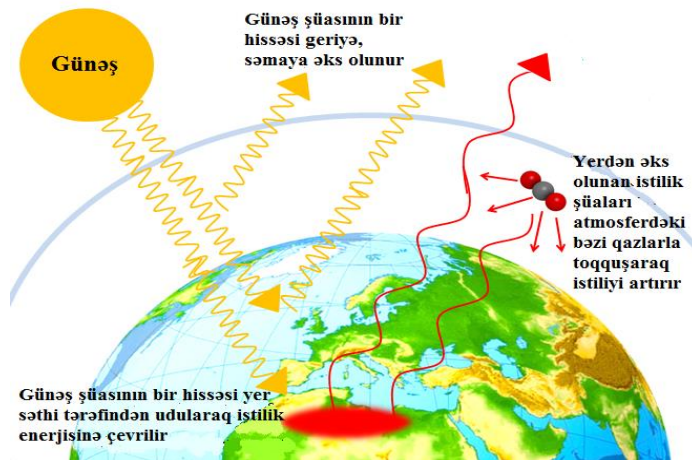 Günəş
Günəş şüasının bir
hissəsi geriyə,
səmaya əks olunur
Yerdən əks
olunan istilik
şüaları
atmosferdəki
bəzi qazlarla
toqquşaraq
istiliyi artırır
Günəş şüasının bir hissəsi yer
səthi tərəfindən udularaq istilik
enerjisinə çevrilir